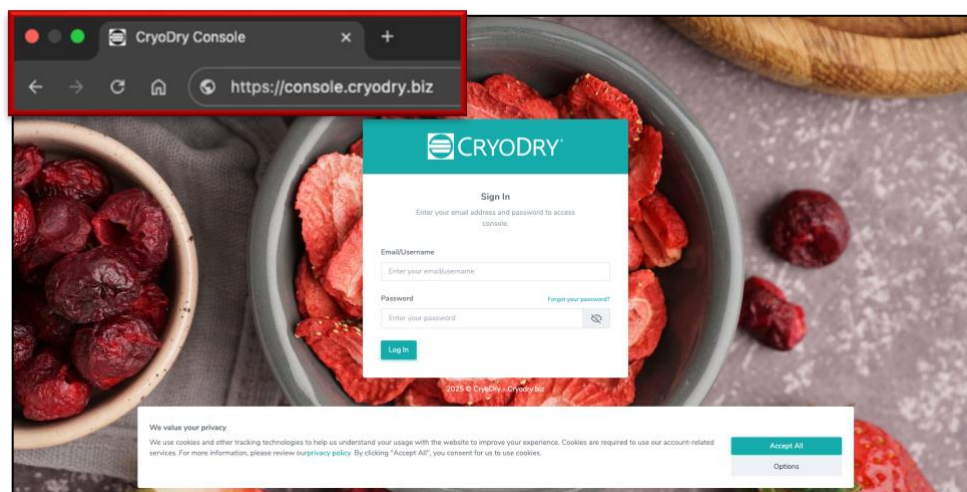 CryoDry Console
https://console.cryodry.biz
CRYODRY®
Sign In
Enter your email address and password to access
console.
Email/Username
Enter your email/username
Password Forgot your password?
Enter your password
Log In
2025 © CryoDry - Cryodry.biz
We value your privacy
We use cookies and other tracking technologies to help us understand your usage with the website to improve your experience. Cookies are required to use our account-related
services. For more information, please review ourprivacy policy. By clicking "Accept All", you consent for us to use cookies.
Accept All
Options